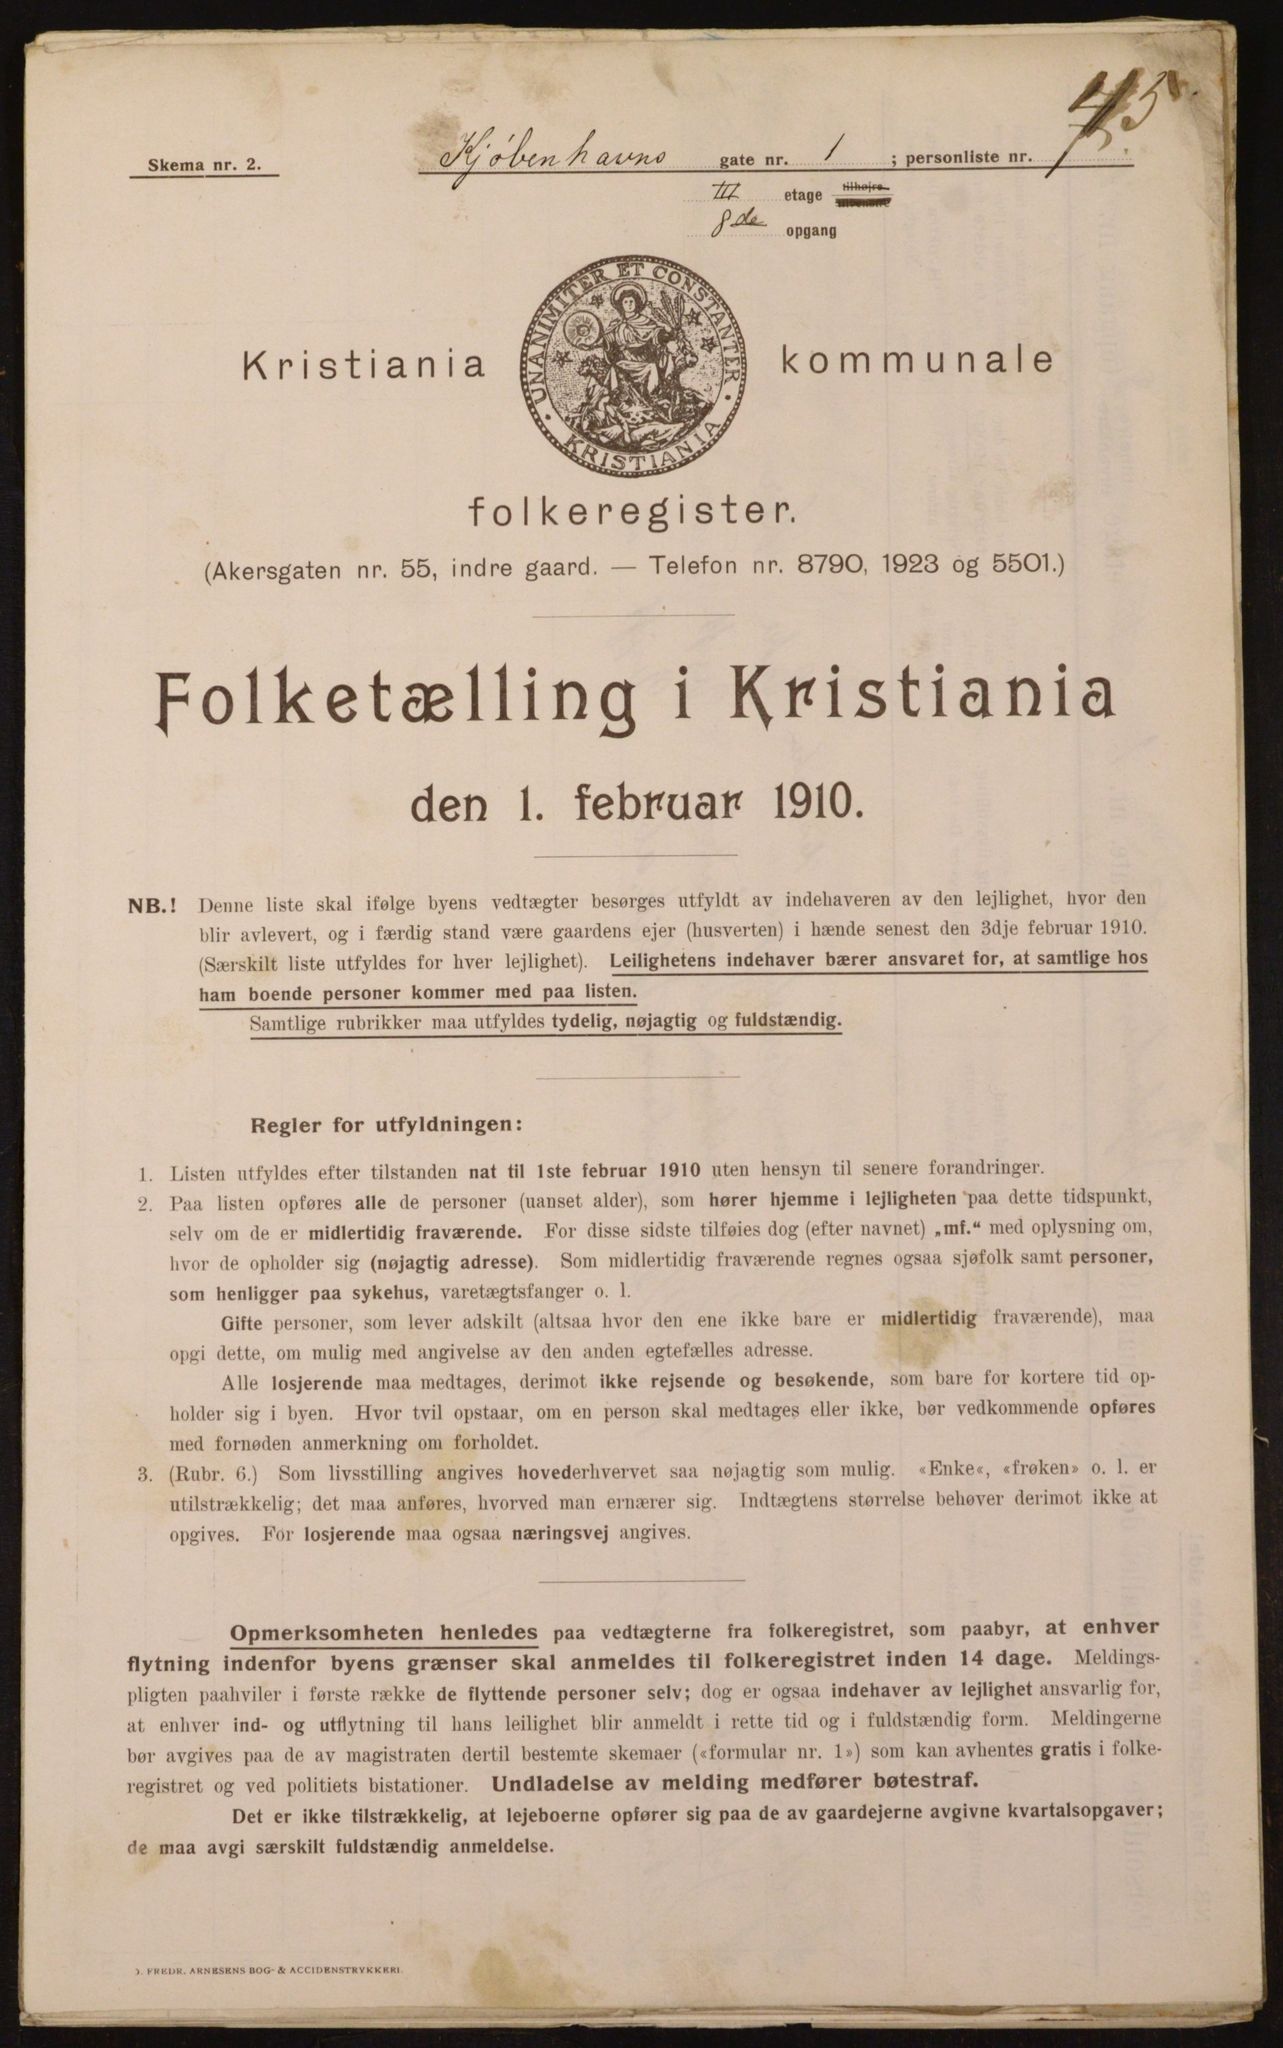 Skema nr. 2.
Kjøbenhavns gate nr. 1 ; personliste nr.
III etage tilhøjre
8de opgang
UNANIMITER ET CONSTANTER · KRISTIANIA ·
Kristiania kommunale
folkeregister.
(Akersgaten nr. 55, indre gaard. — Telefon nr. 8790, 1923 og 5501.)
Folketælling i Kristiania
den 1. februar 1910.
NB.! Denne liste skal ifølge byens vedtægter besørges utfyldt av indehaveren av den lejlighet, hvor den
blir avlevert, og i færdig stand være gaardens ejer (husverten) i hænde senest den 3dje februar 1910.
(Særskilt liste utfyldes for hver lejlighet). Leilighetens indehaver bærer ansvaret for, at samtlige hos
ham boende personer kommer med paa listen.
Samtlige rubrikker maa utfyldes tydelig, nøjagtig og fuldstændig.
Regler for utfyldningen:
1. Listen utfyldes efter tilstanden nat til 1ste februar 1910 uten hensyn til senere forandringer.
2. Paa listen opføres alle de personer (uanset alder), som hører hjemme i lejligheten paa dette tidspunkt,
selv om de er midlertidig fraværende. For disse sidste tilføies dog (efter navnet) „mf.“ med oplysning om,
hvor de opholder sig (nøjagtig adresse). Som midlertidig fraværende regnes ogsaa sjøfolk samt personer,
som henligger paa sykehus, varetægtsfanger o. l.
Gifte personer, som lever adskilt (altsaa hvor den ene ikke bare er midlertidig fraværende), maa
opgi dette, om mulig med angivelse av den anden egtefælles adresse.
Alle losjerende maa medtages, derimot ikke rejsende og besøkende, som bare for kortere tid op-
holder sig i byen. Hvor tvil opstaar, om en person skal medtages eller ikke, bør vedkommende opføres
med fornøden anmerkning om forholdet.
3. (Rubr. 6.) Som livsstilling angives hovederhvervet saa nøjagtig som mulig. «Enke«, «frøken» o. l. er
utilstrækkelig; det maa anføres, hvorved man ernærer sig. Indtægtens størrelse behøver derimot ikke at
opgives. For losjerende maa ogsaa næringsvej angives.
Opmerksomheten henledes paa vedtægterne fra folkeregistret, som paabyr, at enhver
flytning indenfor byens grænser skal anmeldes til folkeregistret inden 14 dage. Meldings-
pligten paahviler i første række de flyttende personer selv; dog er ogsaa indehaver av lejlighet ansvarlig for,
at enhver ind- og utflytning til hans leilighet blir anmeldt i rette tid og i fuldstændig form. Meldingerne
bør avgives paa de av magistraten dertil bestemte skemaer («formular nr. 1») som kan avhentes gratis i folke-
registret og ved politiets bistationer. Undladelse av melding medfører bøtestraf.
Det er ikke tilstrækkelig, at lejeboerne opfører sig paa de av gaardejerne avgivne kvartalsopgaver;
de maa avgi særskilt fuldstændig anmeldelse.
FREDR. ARNESENS BOG- & ACCIDENSTRYKKERI.